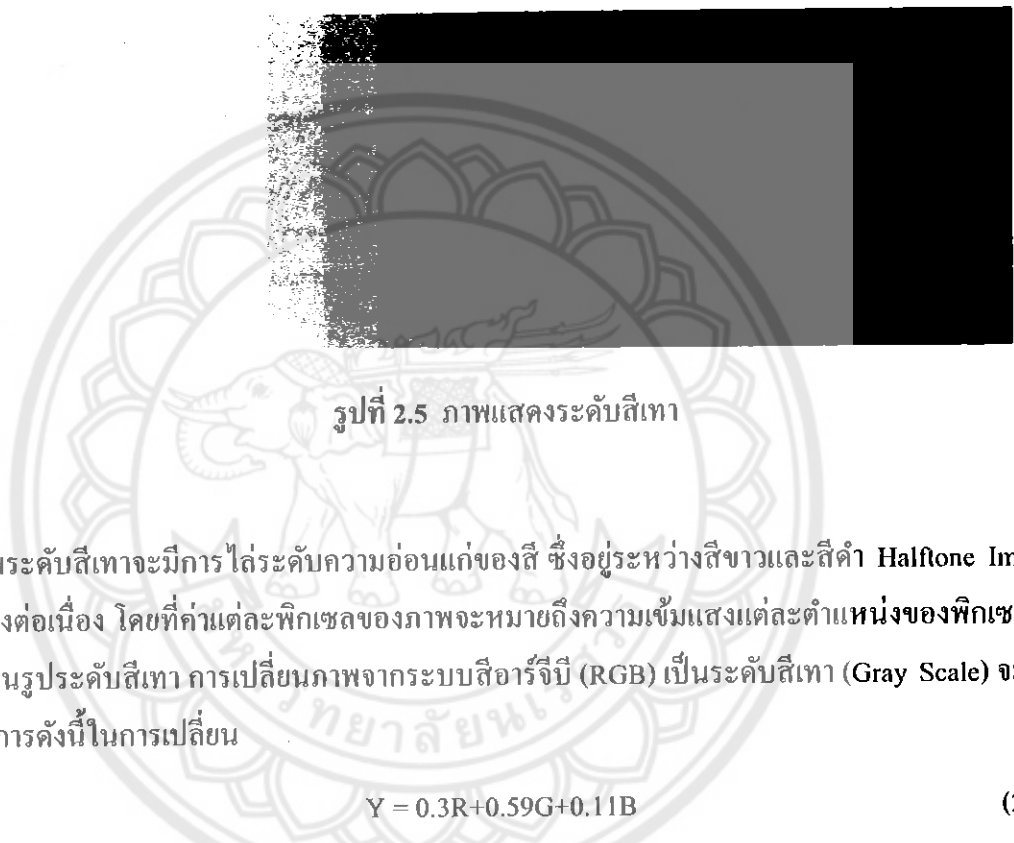 รูปที่ 2.5 ภาพแสดงระดับสีเทา
ระดับสีเทาจะมีการไล่ระดับความอ่อนแก่ของสี ซึ่งอยู่ระหว่างสีขาวและสีดำ Halftone Im
งต่อเนื่อง โดยที่ค่าแต่ละพิกเซลของภาพจะหมายถึงความเข้มแสงแต่ละตำแหน่งของพิกเซ
นรูประดับสีเทา การเปลี่ยนภาพจากระบบสีอาร์จีบี (RGB) เป็นระดับสีเทา (Gray Scale) จะ
การดังนี้ในการเปลี่ยน
Y = 0.3R+0.59G+0.11B